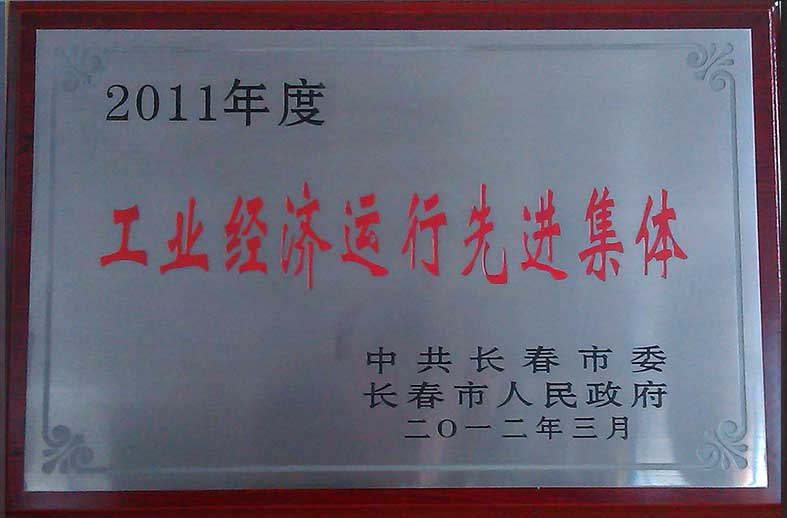 2011年度
工业经济运行先进集体
中共长春市委
长春市人民政府
二〇一二年三月